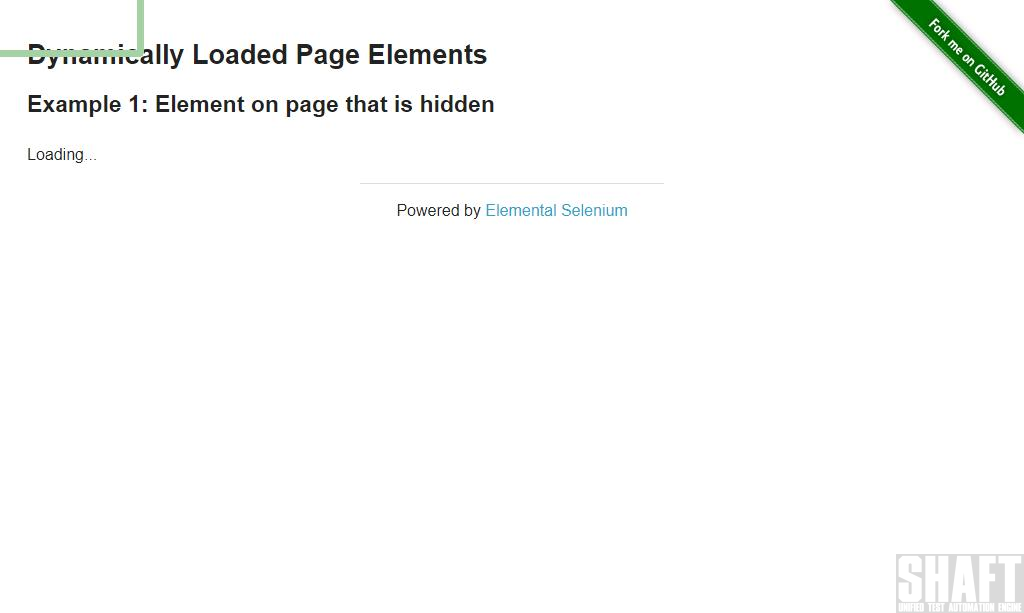 Dynamically Loaded Page Elements
Fork me on GitHub
Example 1: Element on page that is hidden
Loading...
Powered by Elemental Selenium
SHAFT
UNIFIED TEST AUTOMATION ENGINE